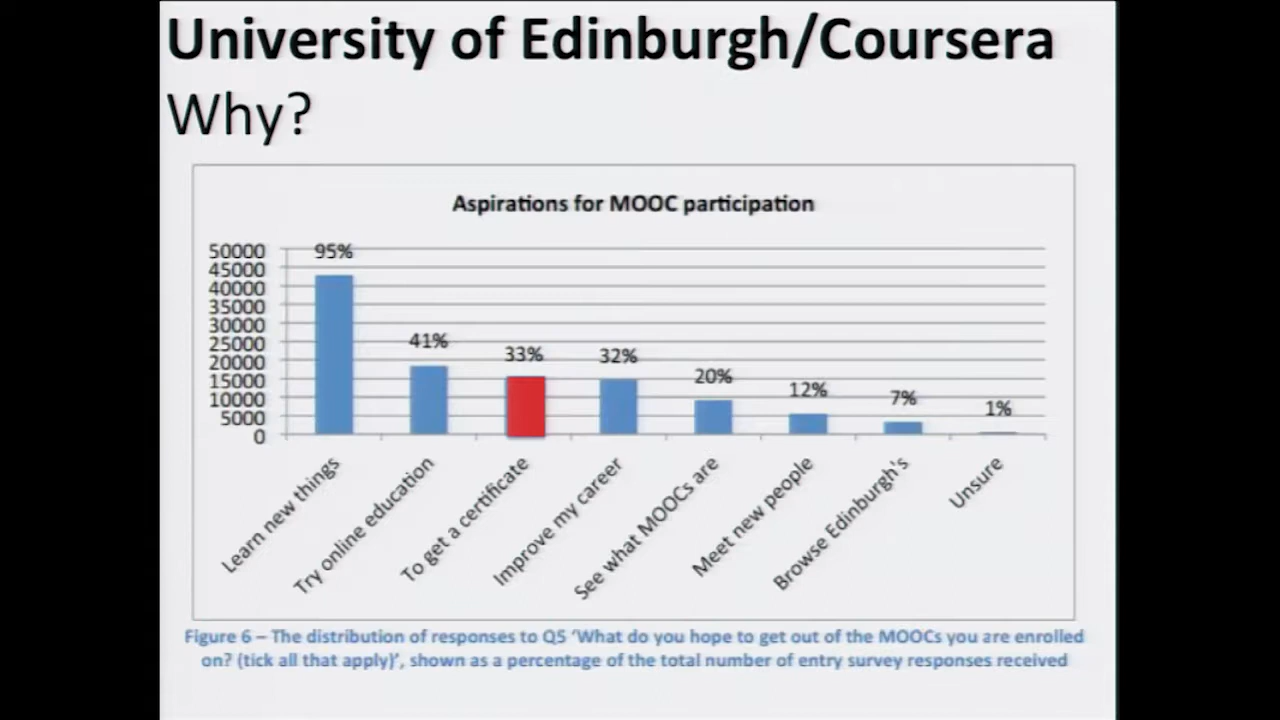 University of Edinburgh/Coursera
Why?
Aspirations for MOOC participation
50000
45000
40000
35000
30000
25000
20000
15000
10000
5000
0
95%
41%
33%
32%
20%
12%
7%
1%
Learn new things
Try online education
To get a certificate
Improve my career
See what MOOCs are
Meet new people
Browse Edinburgh's
Unsure
Figure 6 – The distribution of responses to Q5 ‘What do you hope to get out of the MOOCs you are enrolled
on? (tick all that apply)’, shown as a percentage of the total number of entry survey responses received